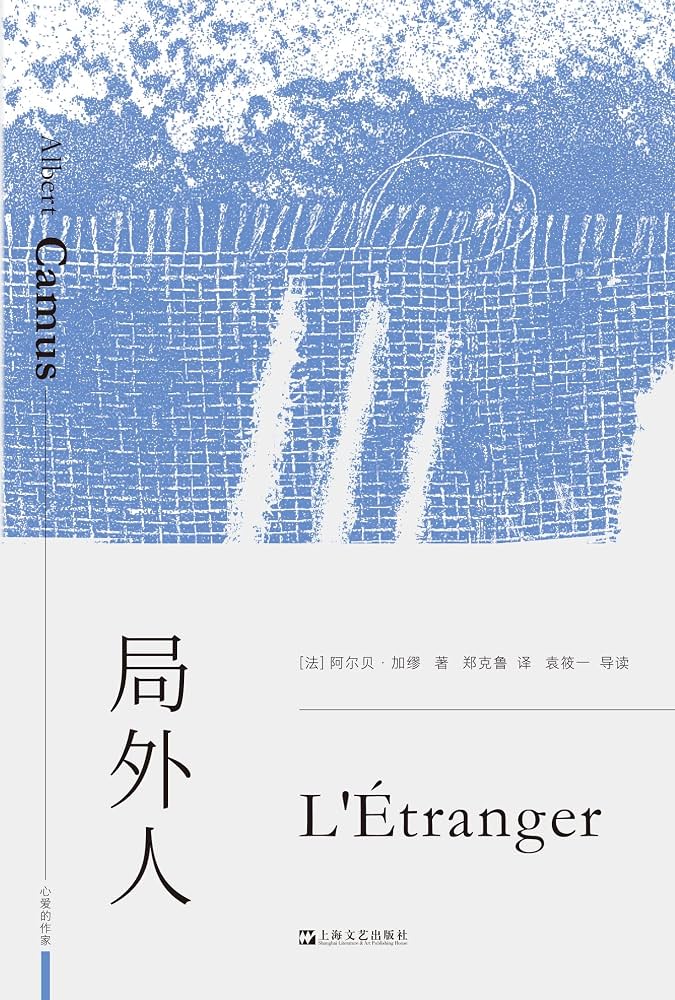 Albert Camus
局外人
[法] 阿尔贝·加缪 著 郑克鲁 译 袁筱一 导读
L'Étranger
心爱的作家
上海文艺出版社
Shanghai Literature & Art Publishing House